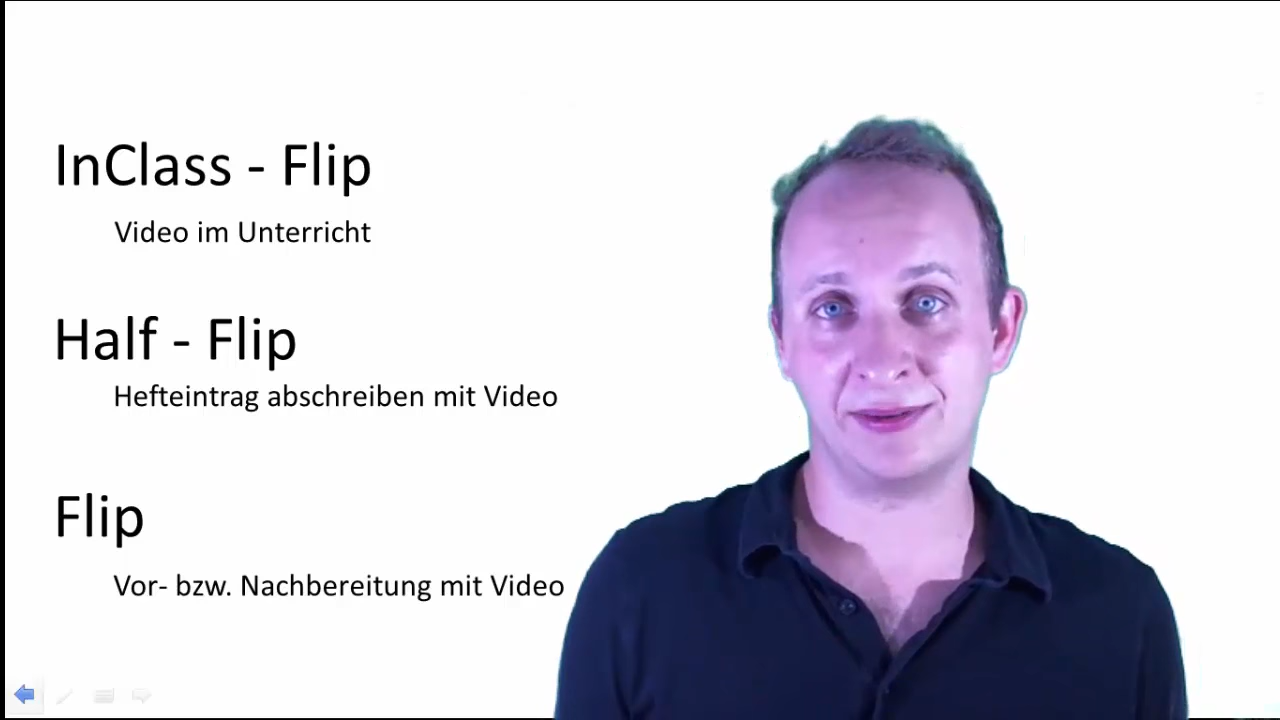 InClass - Flip
Video im Unterricht
Half - Flip
Hefteintrag abschreiben mit Video
Flip
Vor- bzw. Nachbereitung mit Video